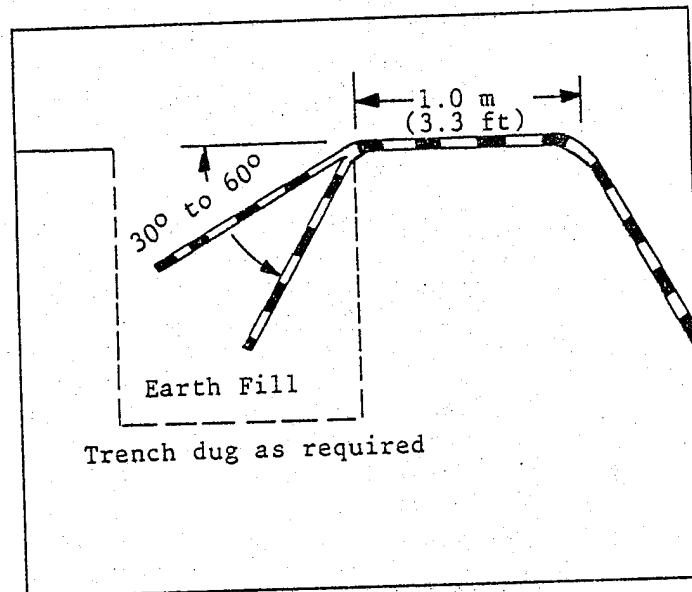 1.0 m
(3.3 ft)
30° to 60°
Earth Fill
Trench dug as required